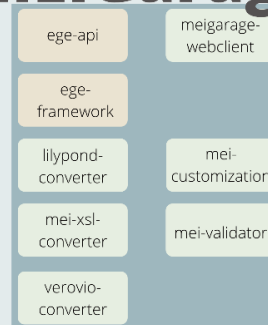 ege-api
meigarage-
webclient
ege-
framework
lilypond-
converter
mei-
customization
mei-xsl-
converter
mei-validator
verovio-
converter